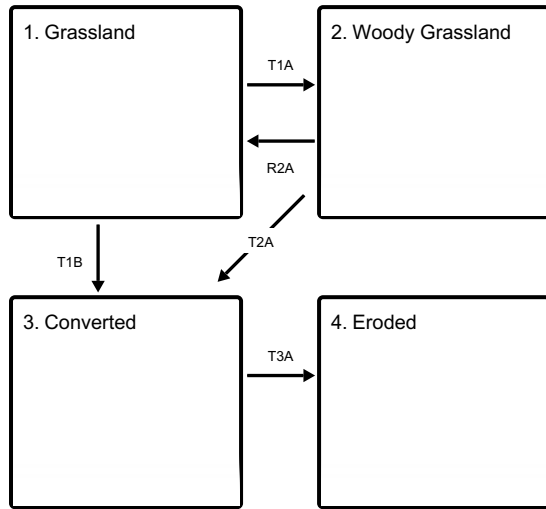 1. Grassland
2. Woody Grassland
T1A
R2A
T1B
T2A
3. Converted
4. Eroded
T3A